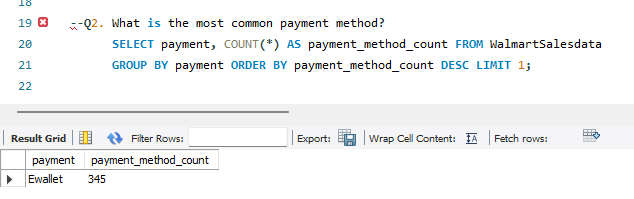 18
19 --Q2. What is the most common payment method?
20 SELECT payment, COUNT(*) AS payment_method_count FROM WalmartSalesdata
21 GROUP BY payment ORDER BY payment_method_count DESC LIMIT 1;
22
Result Grid Filter Rows: Export: Wrap Cell Content: IA Fetch rows:
payment payment_method_count
Ewallet 345